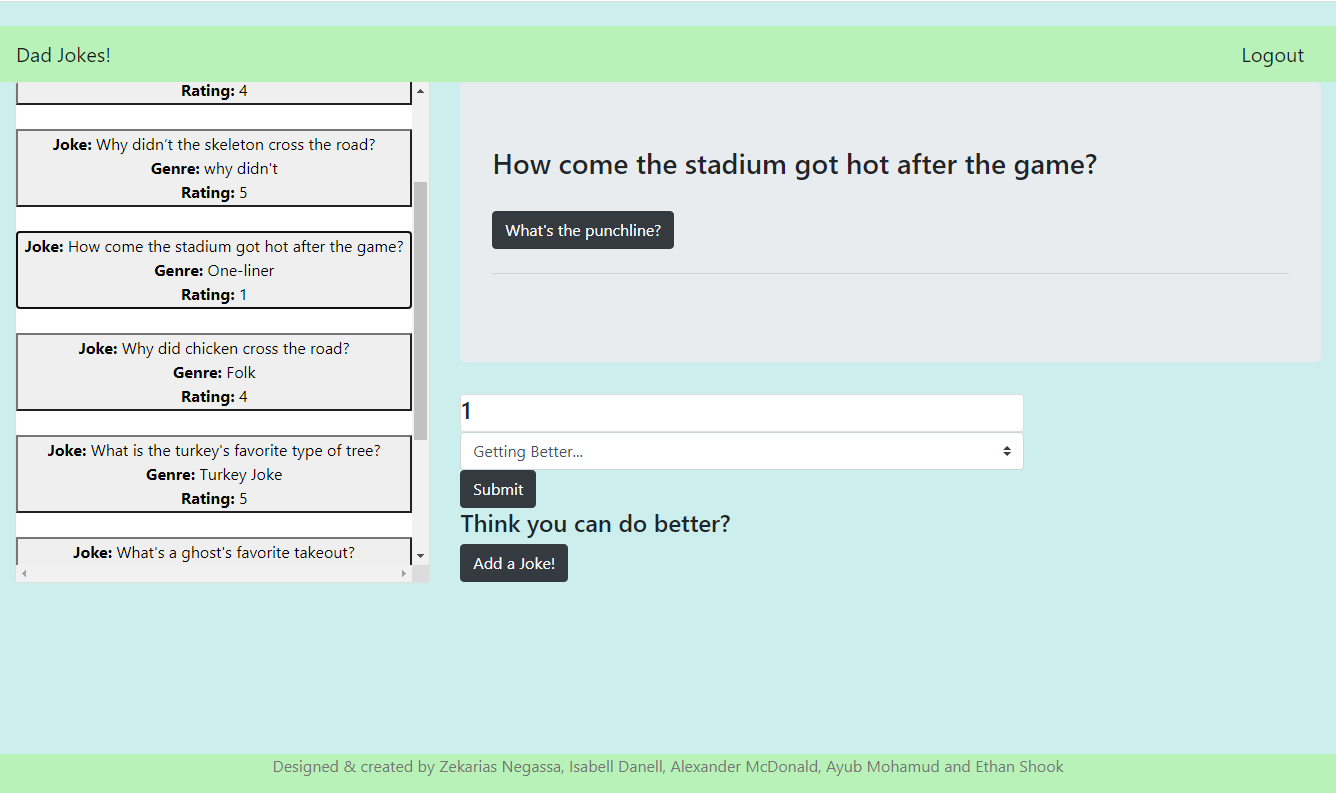 Dad Jokes!
Logout
Rating: 4
Joke: Why didn't the skeleton cross the road?
Genre: why didn't
Rating: 5
Joke: How come the stadium got hot after the game?
Genre: One-liner
Rating: 1
Joke: Why did chicken cross the road?
Genre: Folk
Rating: 4
Joke: What is the turkey's favorite type of tree?
Genre: Turkey Joke
Rating: 5
Joke: What's a ghost's favorite takeout?
How come the stadium got hot after the game?
What's the punchline?
1
Getting Better...
Submit
Think you can do better?
Add a Joke!
Designed & created by Zekarias Negassa, Isabell Danell, Alexander McDonald, Ayub Mohamud and Ethan Shook